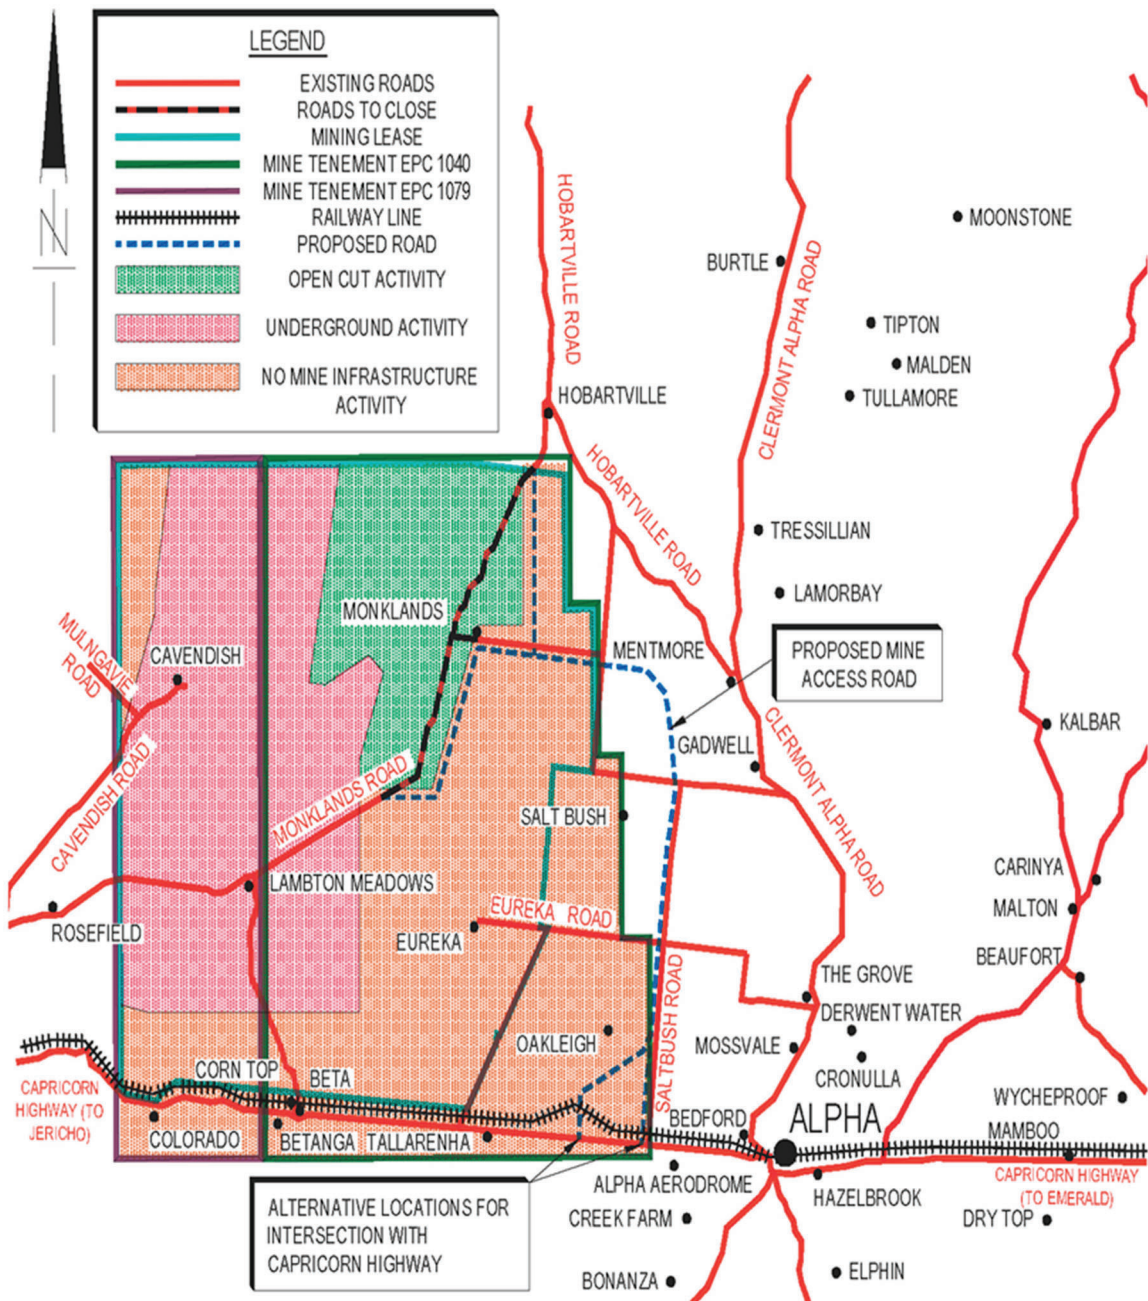 LEGEND
EXISTING ROADS
ROADS TO CLOSE
MINING LEASE
MINE TENEMENT EPC 1040
MINE TENEMENT EPC 1079
RAILWAY LINE
PROPOSED ROAD
OPEN CUT ACTIVITY
UNDERGROUND ACTIVITY
NO MINE INFRASTRUCTURE
ACTIVITY
N
HOBARTVILLE ROAD
CLERMONT ALPHA ROAD
MOONSTONE
BURTLE
TIPTON
MALDEN
TULLAMORE
HOBARTVILLE
HOBARTVILLE ROAD
TRESSILLIAN
LAMORBAY
MONKLANDS
MENTMORE
PROPOSED MINE
ACCESS ROAD
MULNGAVIE
ROAD
CAVENDISH
CLERMONT ALPHA ROAD
KALBAR
GADWELL
CAVENDISH ROAD
MONKLANDS ROAD
SALT BUSH
CARINYA
LAMBTON MEADOWS
MALTON
ROSEFIELD
EUREKA ROAD
EUREKA
BEAUFORT
THE GROVE
DERWENT WATER
SALTBUSH ROAD
OAKLEIGH
MOSSVALE
CRONULLA
CORN TOP
BETA
CAPRICORN
HIGHWAY (TO
JERICHO)
WYCHEPROOF
BEDFORD
ALPHA
MAMBOO
COLORADO
BETANGA
TALLARENHA
ALPHA AERODROME
HAZELBROOK
CAPRICORN HIGHWAY
(TO EMERALD)
ALTERNATIVE LOCATIONS FOR
INTERSECTION WITH
CAPRICORN HIGHWAY
CREEK FARM
DRY TOP
BONANZA
ELPHIN